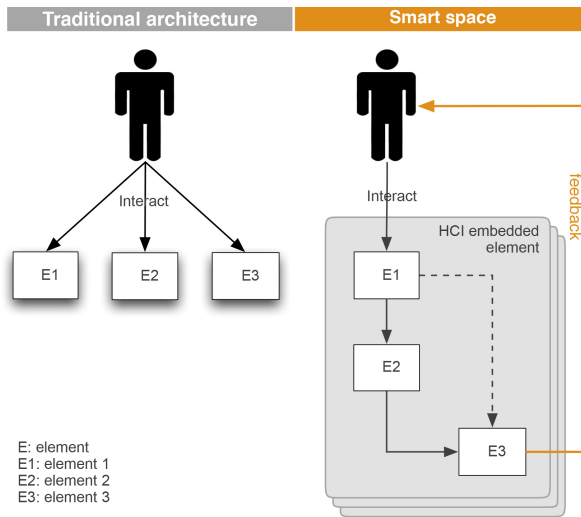 Traditional architecture
Smart space
Interact
E1
E2
E3
Interact
feedback
HCI embedded
element
E1
E2
E3
E: element
E1: element 1
E2: element 2
E3: element 3